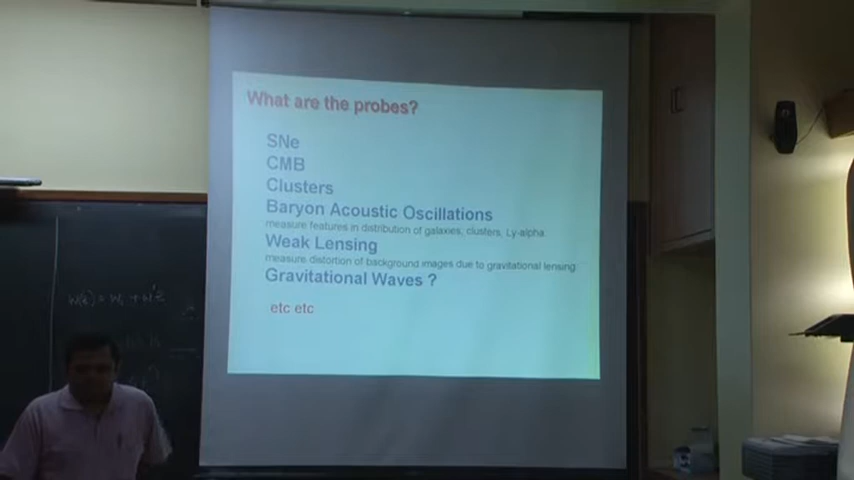 What are the probes?
SNe
CMB
Clusters
Baryon Acoustic Oscillations
measure features in distribution of galaxies, clusters, Ly-alpha
Weak Lensing
measure distortion of background images due to gravitational lensing
Gravitational Waves ?
etc etc